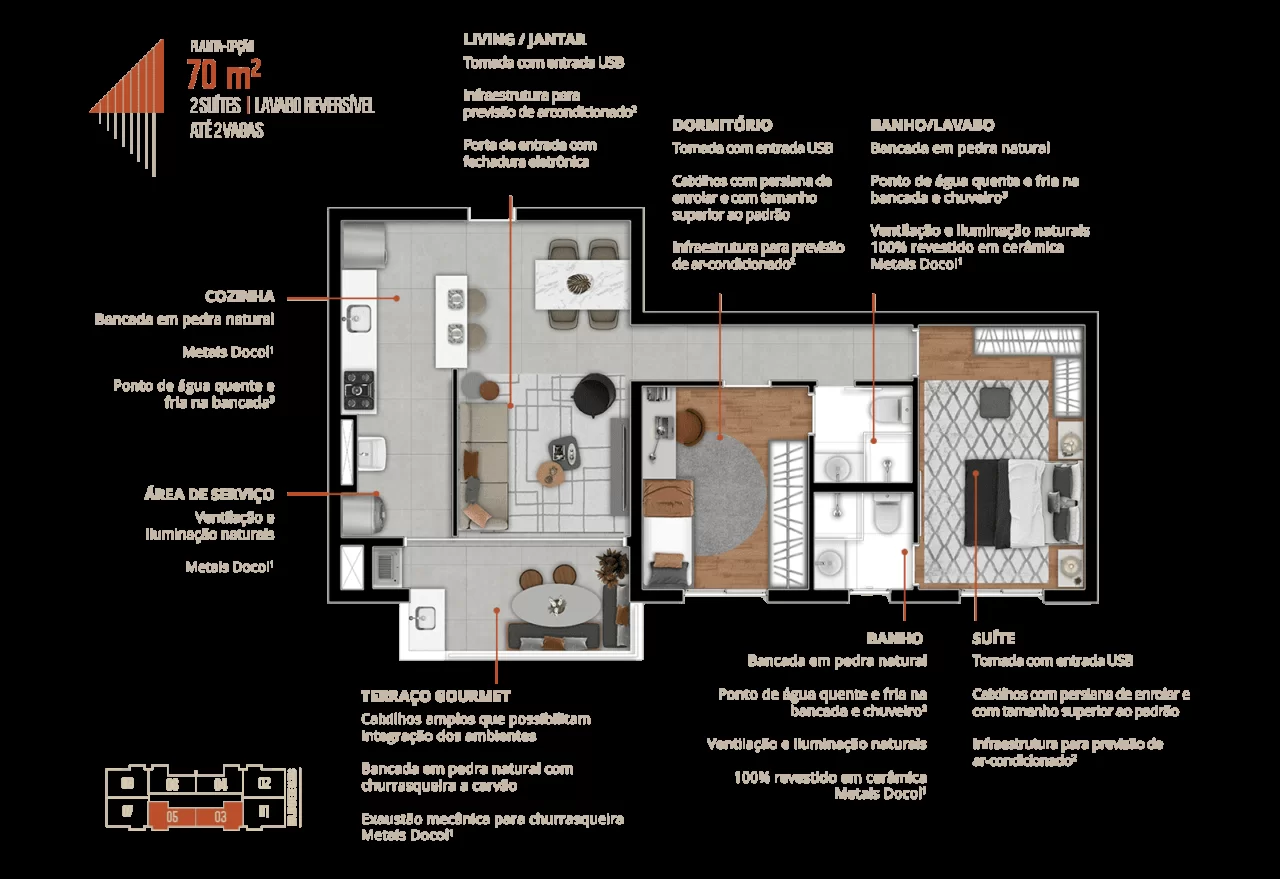 PLANTA-OPÇÃO
70 m²
2 SUÍTES | LAVABO REVERSÍVEL
ATÉ 2 VAGAS
LIVING / JANTAR
Tomada com entrada USB
Infraestrutura para
previsão de arcondicionado²
Porta de entrada com
fechadura eletrônica
DORMITÓRIO
Tomada com entrada USB
Caixilhos com persiana de
enrolar e com tamanho
superior ao padrão
Infraestrutura para previsão
de ar-condicionado²
BANHO/LAVABO
Bancada em pedra natural
Ponto de água quente e fria na
bancada e chuveiro³
Ventilação e iluminação naturais
100% revestido em cerâmica
Metais Docol¹
COZINHA
Bancada em pedra natural
Metais Docol¹
Ponto de água quente e
fria na bancada³
ÁREA DE SERVIÇO
Ventilação e
iluminação naturais
Metais Docol¹
TERRAÇO GOURMET
Caixilhos amplos que possibilitam
integração dos ambientes
Bancada em pedra natural com
churrasqueira a carvão
Exaustão mecânica para churrasqueira
Metais Docol¹
BANHO
Bancada em pedra natural
Ponto de água quente e fria na
bancada e chuveiro³
Ventilação e iluminação naturais
100% revestido em cerâmica
Metais Docol¹
SUÍTE
Tomada com entrada USB
Caixilhos com persiana de enrolar e
com tamanho superior ao padrão
Infraestrutura para previsão de
ar-condicionado²
08 06 04 02
07 05 03 01